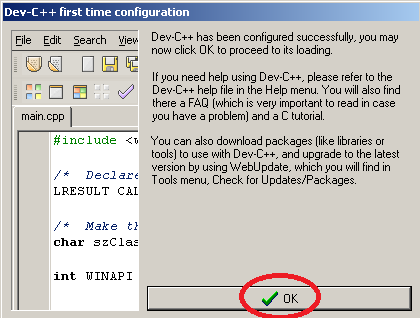 Dev-C++ first time configuration
File Edit Search
main.cpp
#include <w
/* Declare
LRESULT CAL
/* Make th
char szClas
int WINAPI
Dev-C++ has been configured successfully, you may
now click OK to proceed to its loading.
If you need help using Dev-C++, please refer to the
Dev-C++ help file in the Help menu. You will also find
there a FAQ (which is very important to read in case
you have a problem) and a C tutorial.
You can also download packages (like libraries or
tools) to use with Dev-C++, and upgrade to the latest
version by using WebUpdate, which you will find in
Tools menu, Check for Updates/Packages.
OK